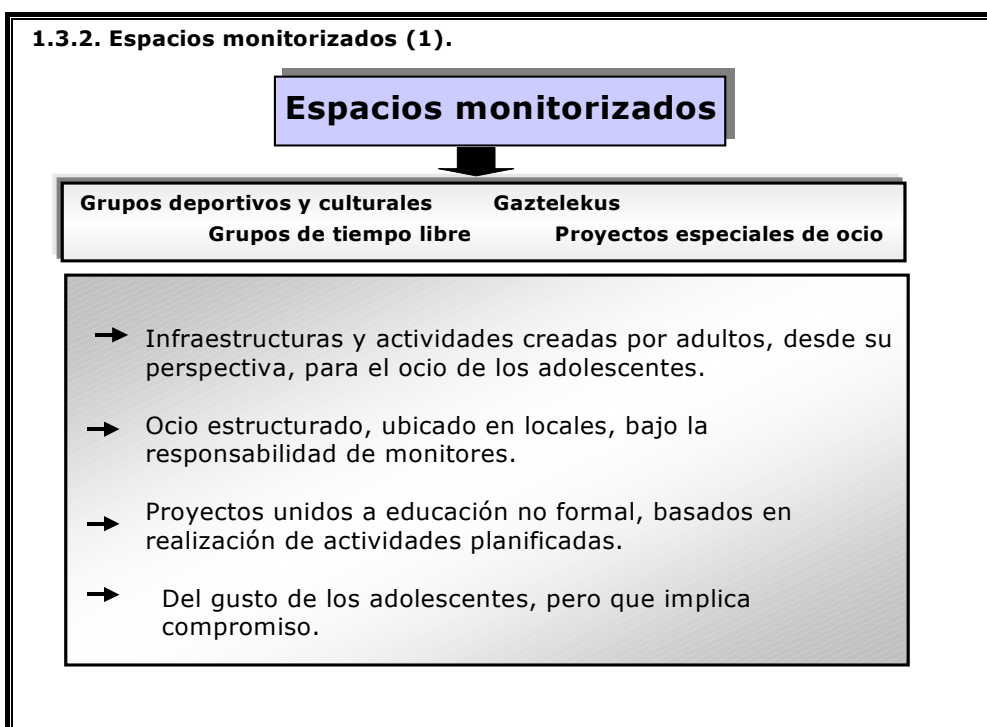 1.3.2. Espacios monitorizados (1).
Espacios monitorizados
Grupos deportivos y culturales Gaztelekus
Grupos de tiempo libre Proyectos especiales de ocio
Infraestructuras y actividades creadas por adultos, desde su
perspectiva, para el ocio de los adolescentes.
Ocio estructurado, ubicado en locales, bajo la
responsabilidad de monitores.
Proyectos unidos a educación no formal, basados en
realización de actividades planificadas.
Del gusto de los adolescentes, pero que implica
compromiso.